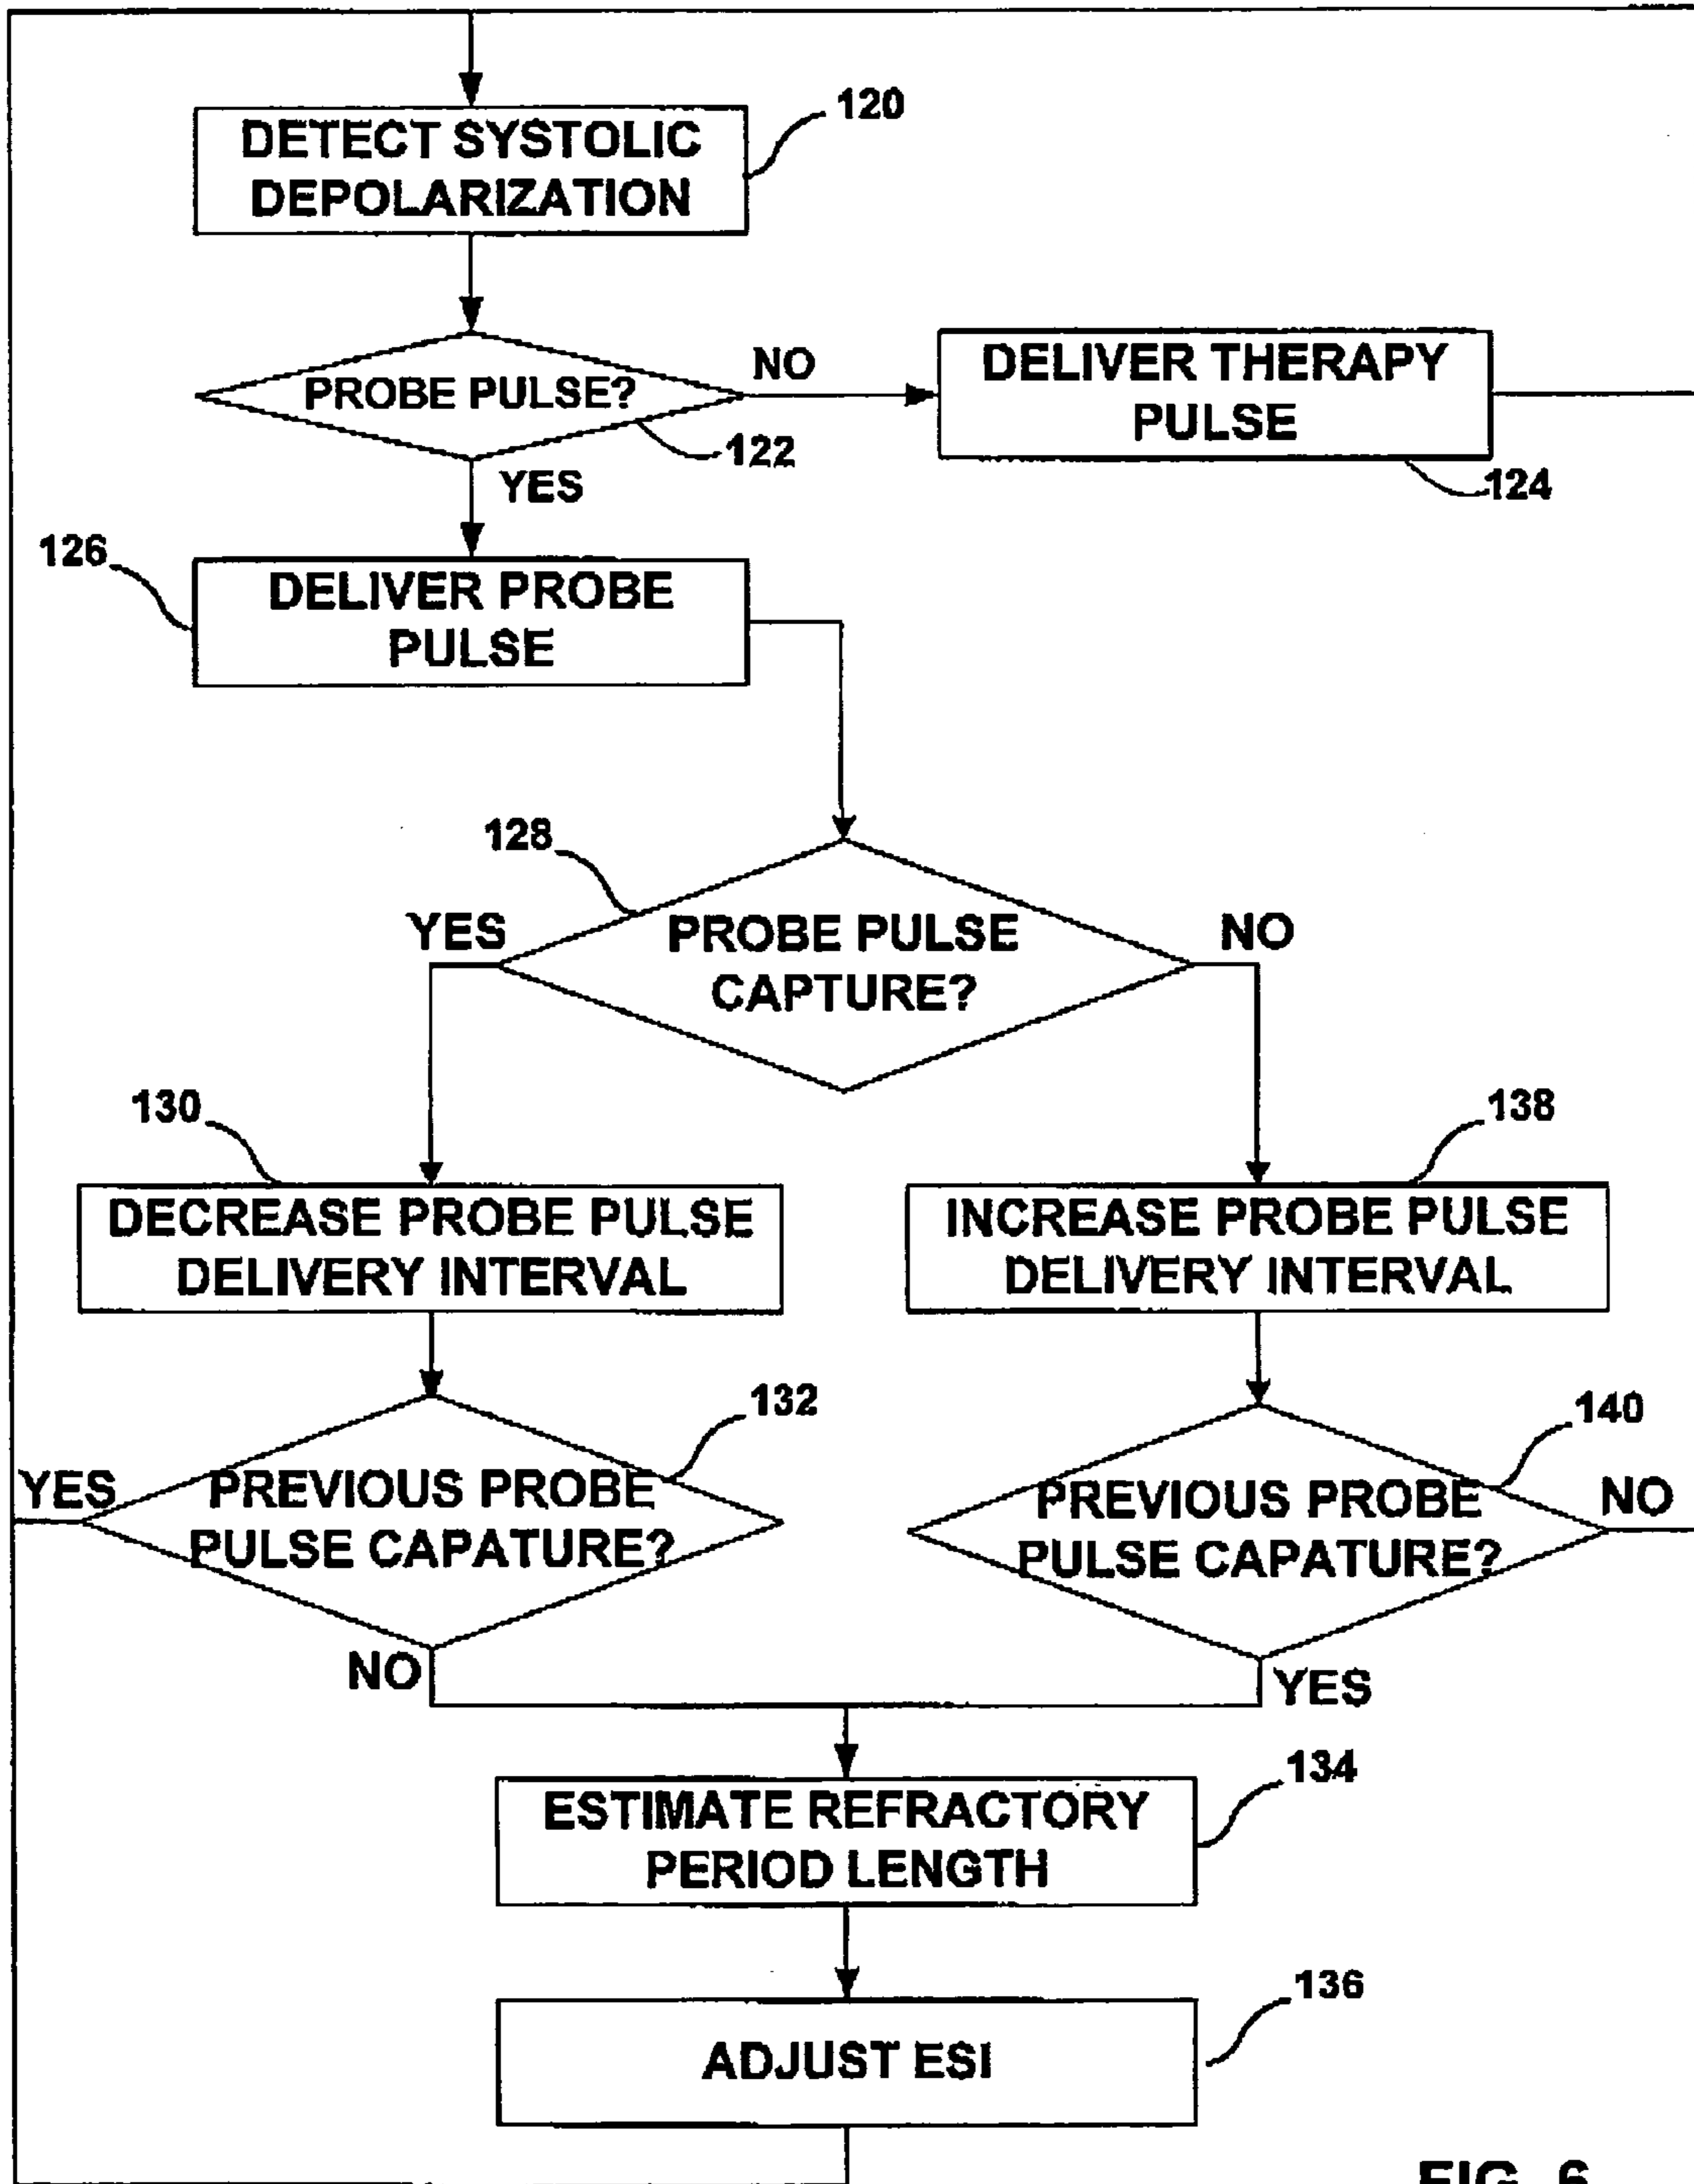 120
DETECT SYSTOLIC
DEPOLARIZATION
PROBE PULSE?
NO
122
DELIVER THERAPY
PULSE
124
YES
126
DELIVER PROBE
PULSE
128
YES
PROBE PULSE
CAPTURE?
NO
130
138
DECREASE PROBE PULSE
DELIVERY INTERVAL
INCREASE PROBE PULSE
DELIVERY INTERVAL
132
140
YES
PREVIOUS PROBE
PULSE CAPATURE?
PREVIOUS PROBE
PULSE CAPATURE?
NO
NO
YES
134
ESTIMATE REFRACTORY
PERIOD LENGTH
136
ADJUST ESI
FIG. 6